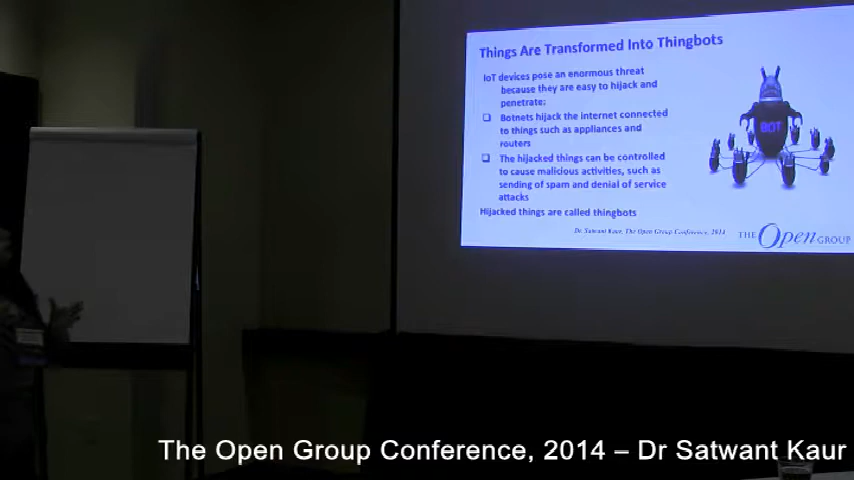 Things Are Transformed Into Thingbots
IoT devices pose an enormous threat
because they are easy to hijack and
penetrate:
Botnets hijack the internet connected
to things such as appliances and
routers
The hijacked things can be controlled
to cause malicious activities, such as
sending of spam and denial of service
attacks
Hijacked things are called thingbots
BOT
Dr. Satwant Kaur, The Open Group Conference, 2014
THE Open GROUP
The Open Group Conference, 2014 – Dr Satwant Kaur